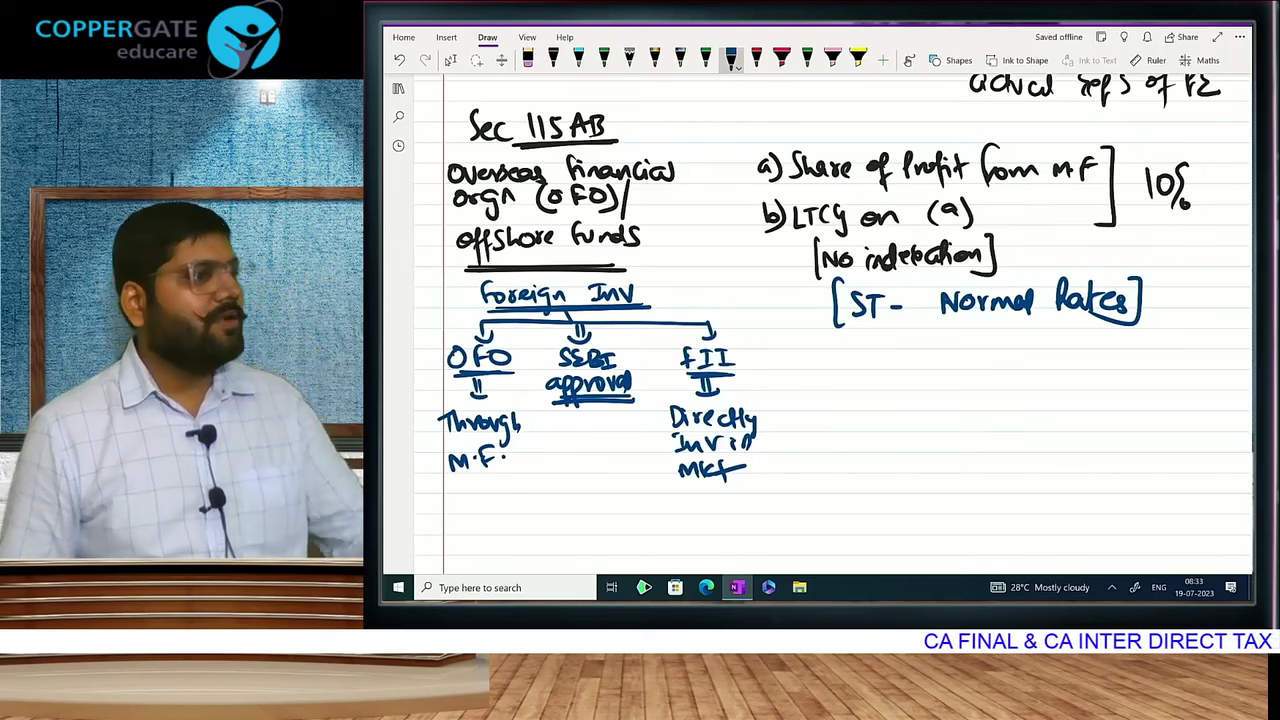 COPPERGATE
educare
Home Insert Draw View Help
Saved offline
Share
Shapes
Ink to Shape
Ink to Text
Ruler
Maths
actual of
Sec 115AB
overseas financial
orgn (OFO)/
offshore funds
a) Share of Profit from M.F
b) LTCG on (a)
10%
[No indexation]
[ST - Normal Rates]
Foreign Inv
OFO
SEBI
approval
FII
Through
M.F.
Directly
Inv in
Mkt
Type here to search
28°C Mostly cloudy
ENG
08:33
19-07-2023
CA FINAL & CA INTER DIRECT TAX